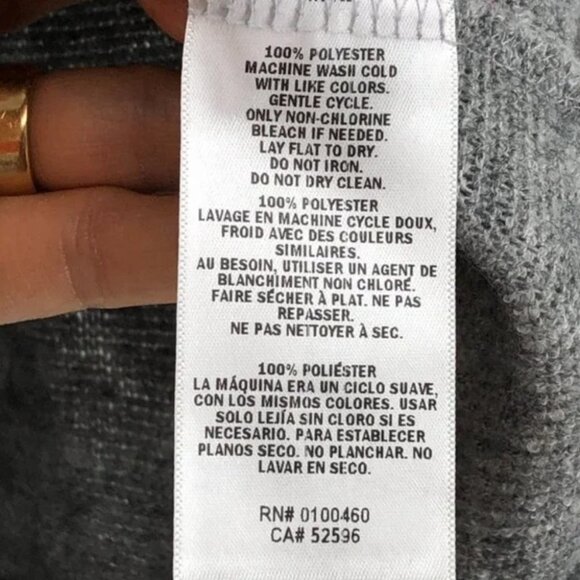 100% POLYESTER
MACHINE WASH COLD
WITH LIKE COLORS.
GENTLE CYCLE.
ONLY NON-CHLORINE
BLEACH IF NEEDED.
LAY FLAT TO DRY.
DO NOT IRON.
DO NOT DRY CLEAN.
100% POLYESTER
LAVAGE EN MACHINE CYCLE DOUX,
FROID AVEC DES COULEURS
SIMILAIRES.
AU BESOIN, UTILISER UN AGENT DE
BLANCHIMENT NON CHLORÉ.
FAIRE SÉCHER À PLAT. NE PAS
REPASSER.
NE PAS NETTOYER À SEC.
100% POLIÉSTER
LA MÁQUINA ERA UN CICLO SUAVE,
CON LOS MISMOS COLORES. USAR
SOLO LEJÍA SIN CLORO SI ES
NECESARIO. PARA ESTABLECER
PLANOS SECO. NO PLANCHAR. NO
LAVAR EN SECO.
RN# 0100460
CA# 52596